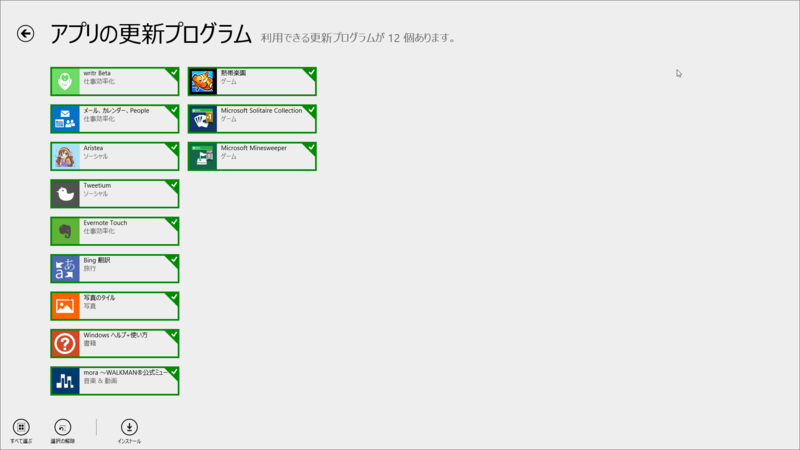 アプリの更新プログラム 利用できる更新プログラムが 12 個あります。
writr Beta
仕事効率化
メール、カレンダー、People
仕事効率化
Aristea
ソーシャル
Tweetium
ソーシャル
Evernote Touch
仕事効率化
Bing 翻訳
旅行
写真のタイル
写真
Windows ヘルプ+使い方
書籍
mora ～WALKMAN®公式ミュー
音楽 & 動画
熱帯楽園
ゲーム
Microsoft Solitaire Collection
ゲーム
Microsoft Minesweeper
ゲーム
すべて選ぶ
選択の解除
インストール